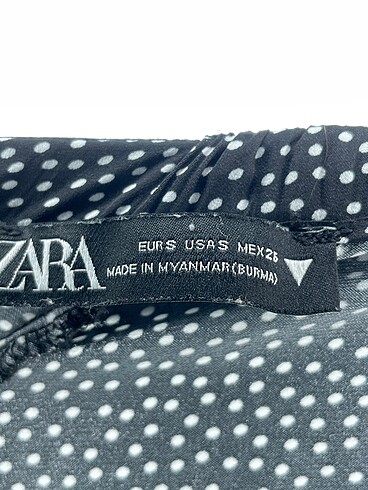 ZARA
EUR S USA S MEX 26
MADE IN MYANMAR (BURMA)